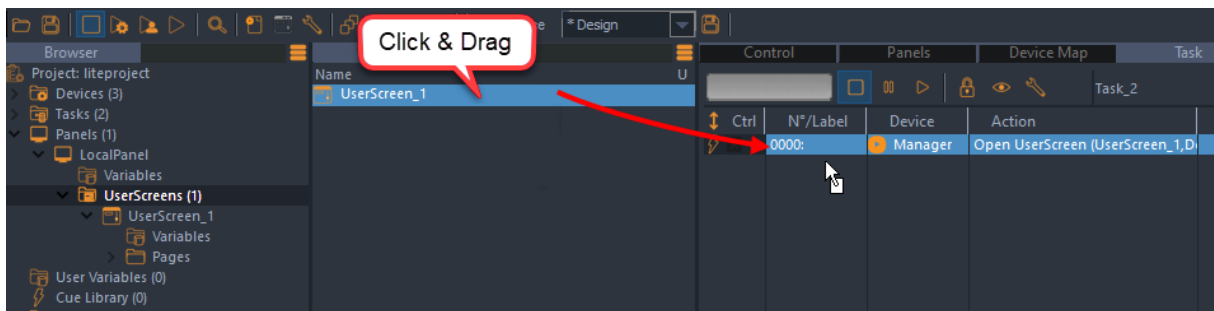 * Design
Click & Drag
Browser
Control
Panels
Device Map
Task
Project: liteproject
Devices (3)
Tasks (2)
Panels (1)
LocalPanel
Variables
UserScreens (1)
UserScreen_1
Variables
Pages
User Variables (0)
Cue Library (0)
Name U
UserScreen_1
Task_2
Ctrl N°/Label Device Action
0000: Manager Open UserScreen (UserScreen_1,D